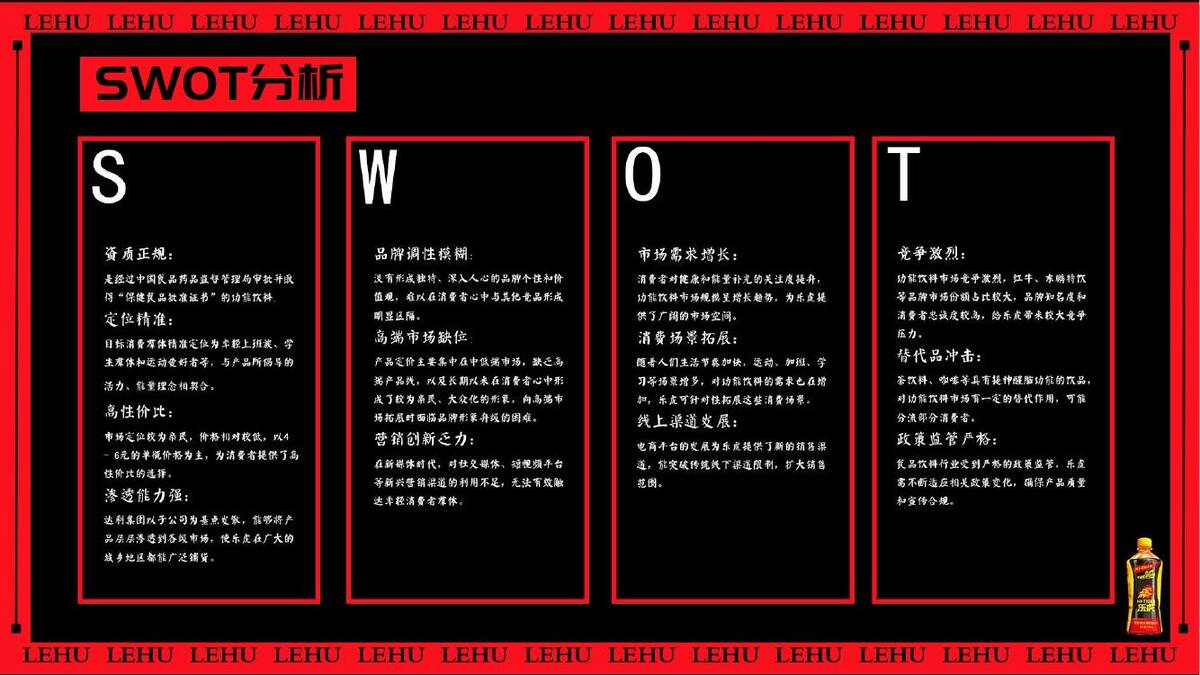 LEHU LEHU LEHU LEHU LEHU LEHU LEHU LEHU LEHU LEHU LEHU LEHU LEHU LEHU
SWOT分析
S
资质正规：
是经过中国食品药品监督管理局审批并获
得“保健食品批准证书”的功能饮料
定位精准：
目标消费群体精准定位为年轻上班族、学
生群体和运动爱好者等，与产品所倡导的
活力、能量理念相契合。
高性价比：
市场定位较为亲民，价格相对较低，以4
- 6元的单瓶价格为主，为消费者提供了高
性价比的选择。
渗透能力强：
达利集团以子公司为基点发散，能够将产
品层层渗透到各级市场，使乐虎在广大的
城乡地区都能广泛铺货。
W
品牌调性模糊：
没有形成独特、深入人心的品牌个性和价
值观，难以在消费者心中与其他竞品形成
明显区隔。
高端市场缺位：
产品定价主要集中在中低端市场，缺乏高
端产品线，以及长期以来在消费者心中形
成了较为亲民、大众化的形象，向高端市
场拓展时面临品牌形象升级的困难。
营销创新乏力：
在新媒体时代，对社交媒体、短视频平台
等新兴营销渠道的利用不足，无法有效触
达年轻消费者群体。
O
市场需求增长：
消费者对健康和能量补充的关注度提升，
功能饮料市场规模呈增长趋势，为乐虎提
供了广阔的市场空间。
消费场景拓展：
随着人们生活节奏加快，运动、加班、学
习等场景增多，对功能饮料的需求也在增
加，乐虎可针对性拓展这些消费场景。
线上渠道发展：
电商平台的发展为乐虎提供了新的销售渠
道，能突破传统线下渠道限制，扩大销售
范围。
T
竞争激烈：
功能饮料市场竞争激烈，红牛、东鹏特饮
等品牌市场份额占比较大，品牌知名度和
消费者忠诚度较高，给乐虎带来较大竞争
压力。
替代品冲击：
茶饮料、咖啡等具有提神醒脑功能的饮品，
对功能饮料市场有一定的替代作用，可能
分流部分消费者。
政策监管严格：
食品饮料行业受到严格的政策监管，乐虎
需不断适应相关政策变化，确保产品质量
和宣传合规。
乐虎
LEHU LEHU LEHU LEHU LEHU LEHU LEHU LEHU LEHU LEHU LEHU LEHU LEHU LEHU